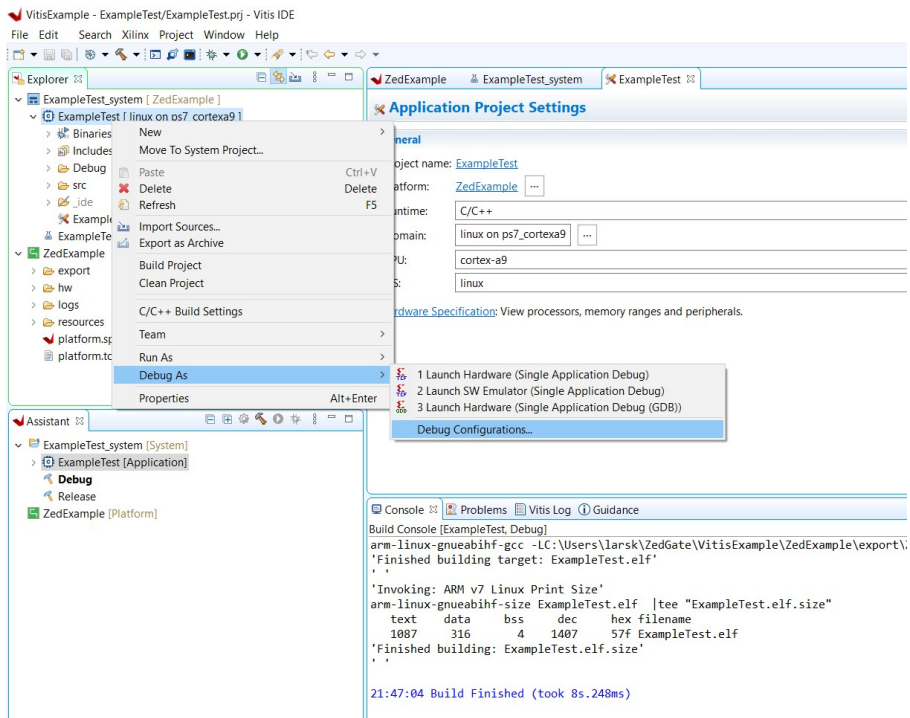 VitisExample - ExampleTest/ExampleTest.prj - Vitis IDE
File Edit Search Xilinx Project Window Help
Explorer
ExampleTest_system [ ZedExample ]
ExampleTest [ linux on ps7_cortexa9 ]
Binaries
Includes
Debug
src
_ide
Example
ExampleTe
ZedExample
export
hw
logs
resources
platform.sp
platform.tc
New
Move To System Project...
Paste Ctrl+V
Delete Delete
Refresh F5
Import Sources...
Export as Archive
Build Project
Clean Project
C/C++ Build Settings
Team
Run As
Debug As
Properties Alt+Enter
1 Launch Hardware (Single Application Debug)
2 Launch SW Emulator (Single Application Debug)
3 Launch Hardware (Single Application Debug (GDB))
Debug Configurations...
ZedExample ExampleTest_system ExampleTest
Application Project Settings
neral
oject name: ExampleTest
atform: ZedExample ...
untime: C/C++
omain: linux on ps7_cortexa9 ...
PU: cortex-a9
S: linux
rdware Specification: View processors, memory ranges and peripherals.
Assistant
ExampleTest_system [System]
ExampleTest [Application]
Debug
Release
ZedExample [Platform]
Console Problems Vitis Log Guidance
Build Console [ExampleTest, Debug]
arm-linux-gnueabihf-gcc -LC:\Users\larsk\ZedGate\VitisExample\ZedExample\export\
'Finished building target: ExampleTest.elf'
' '
'Invoking: ARM v7 Linux Print Size'
arm-linux-gnueabihf-size ExampleTest.elf |tee "ExampleTest.elf.size"
text data bss dec hex filename
1087 316 4 1407 57f ExampleTest.elf
'Finished building: ExampleTest.elf.size'
' '
21:47:04 Build Finished (took 8s.248ms)